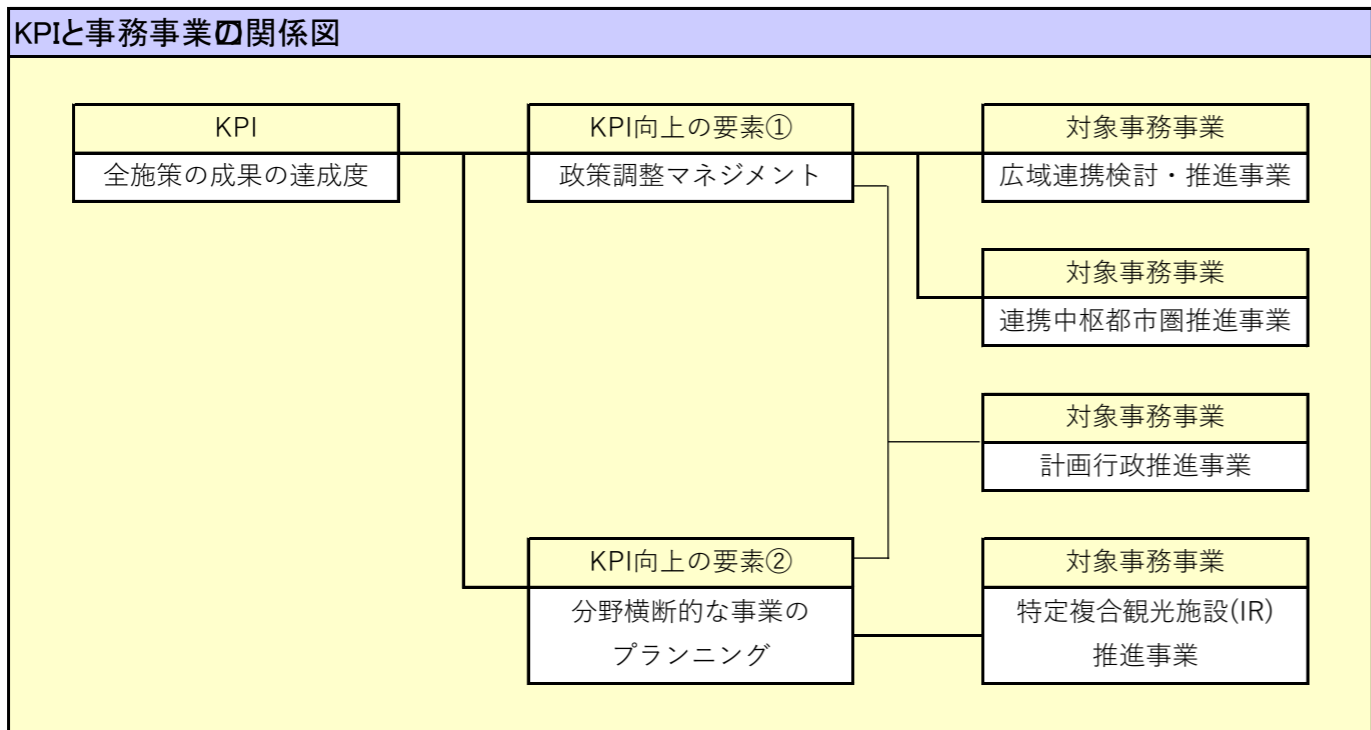 KPIと事務事業の関係図
KPI
全施策の成果の達成度
KPI向上の要素①
政策調整マネジメント
対象事務事業
広域連携検討・推進事業
対象事務事業
連携中枢都市圏推進事業
対象事務事業
計画行政推進事業
KPI向上の要素②
分野横断的な事業の
プランニング
対象事務事業
特定複合観光施設(IR)
推進事業